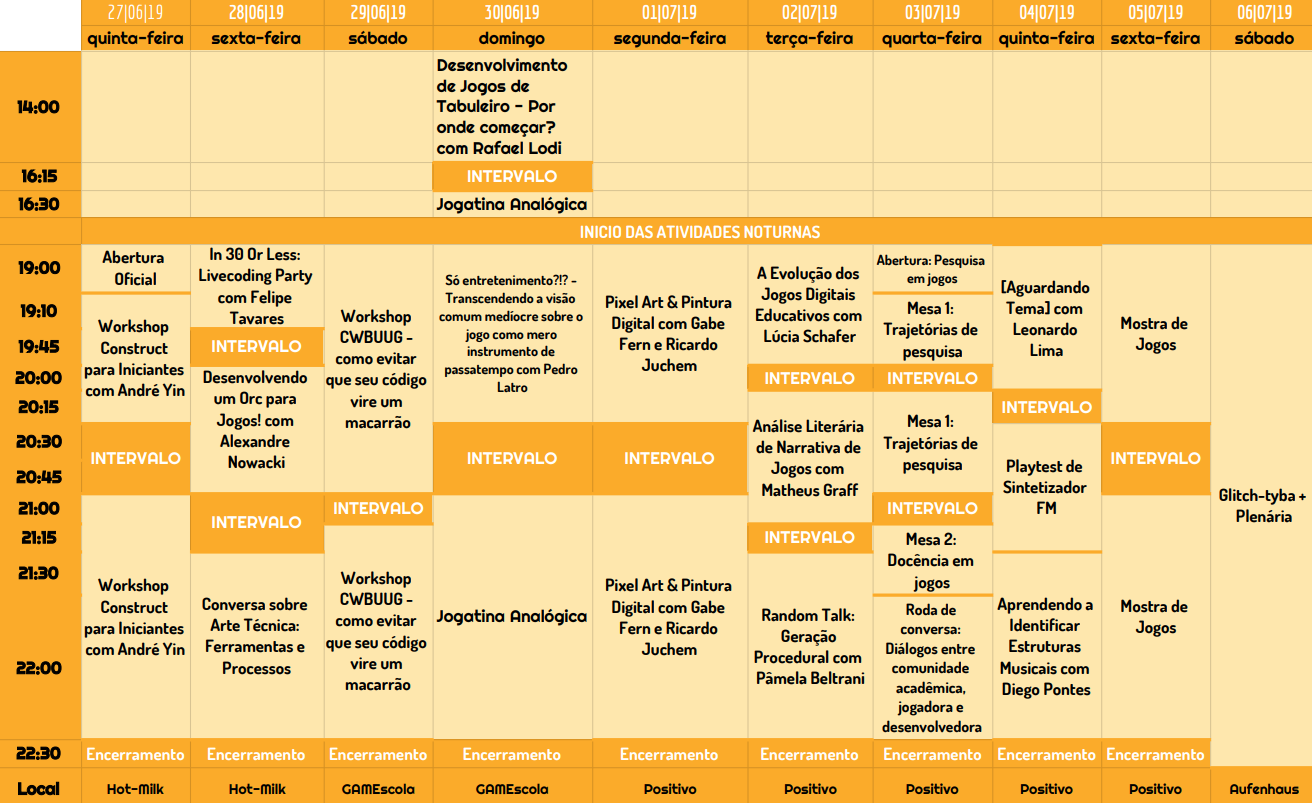 27|06|19 28|06|19 29|06|19 30|06|19 01|07|19 02|07|19 03|07|19 04|07|19 05|07|19 06|07|19
quinta-feira sexta-feira sábado domingo segunda-feira terça-feira quarta-feira quinta-feira sexta-feira sábado
14:00
Desenvolvimento
de Jogos de
Tabuleiro - Por
onde começar?
com Rafael Lodi
16:15
INTERVALO
16:30
Jogatina Analógica
INICIO DAS ATIVIDADES NOTURNAS
19:00
19:10
19:45
20:00
20:15
20:30
20:45
21:00
21:15
21:30
22:00
Abertura
Oficial
Workshop
Construct
para Iniciantes
com André Yin
INTERVALO
Workshop
Construct
para Iniciantes
com André Yin
In 30 Or Less:
Livecoding Party
com Felipe
Tavares
INTERVALO
Desenvolvendo
um Orc para
Jogos! com
Alexandre
Nowacki
INTERVALO
Conversa sobre
Arte Técnica:
Ferramentas e
Processos
Workshop
CWBUUG -
como evitar
que seu código
vire um
macarrão
INTERVALO
Workshop
CWBUUG -
como evitar
que seu código
vire um
macarrão
Só entretenimento?!? -
Transcendendo a visão
comum medíocre sobre o
jogo como mero
instrumento de
passatempo com Pedro
Latro
INTERVALO
Jogatina Analógica
Pixel Art & Pintura
Digital com Gabe
Fern e Ricardo
Juchem
INTERVALO
Pixel Art & Pintura
Digital com Gabe
Fern e Ricardo
Juchem
A Evolução dos
Jogos Digitais
Educativos com
Lúcia Schafer
INTERVALO
Análise Literária
de Narrativa de
Jogos com
Matheus Graff
INTERVALO
Random Talk:
Geração
Procedural com
Pâmela Beltrani
Abertura: Pesquisa
em jogos
Mesa 1:
Trajetórias de
pesquisa
INTERVALO
Mesa 1:
Trajetórias de
pesquisa
INTERVALO
Mesa 2:
Docência em
jogos
Roda de
conversa:
Diálogos entre
comunidade
acadêmica,
jogadora e
desenvolvedora
[Aguardando
Tema] com
Leonardo
Lima
INTERVALO
Playtest de
Sintetizador
FM
Aprendendo a
Identificar
Estruturas
Musicais com
Diego Pontes
Mostra de
Jogos
INTERVALO
Mostra de
Jogos
Glitch-tyba +
Plenária
22:30 Encerramento Encerramento Encerramento Encerramento Encerramento Encerramento Encerramento Encerramento Encerramento
Local Hot-Milk Hot-Milk GAMEscola GAMEscola Positivo Positivo Positivo Positivo Positivo Aufenhaus